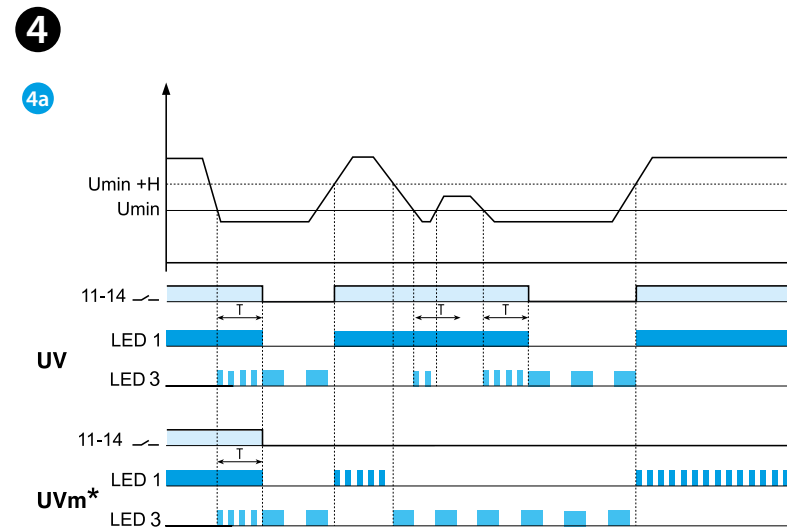 4
4a
Umin +H
Umin
11-14
T T T
LED 1
UV
LED 3
11-14
T
LED 1
UVm*
LED 3